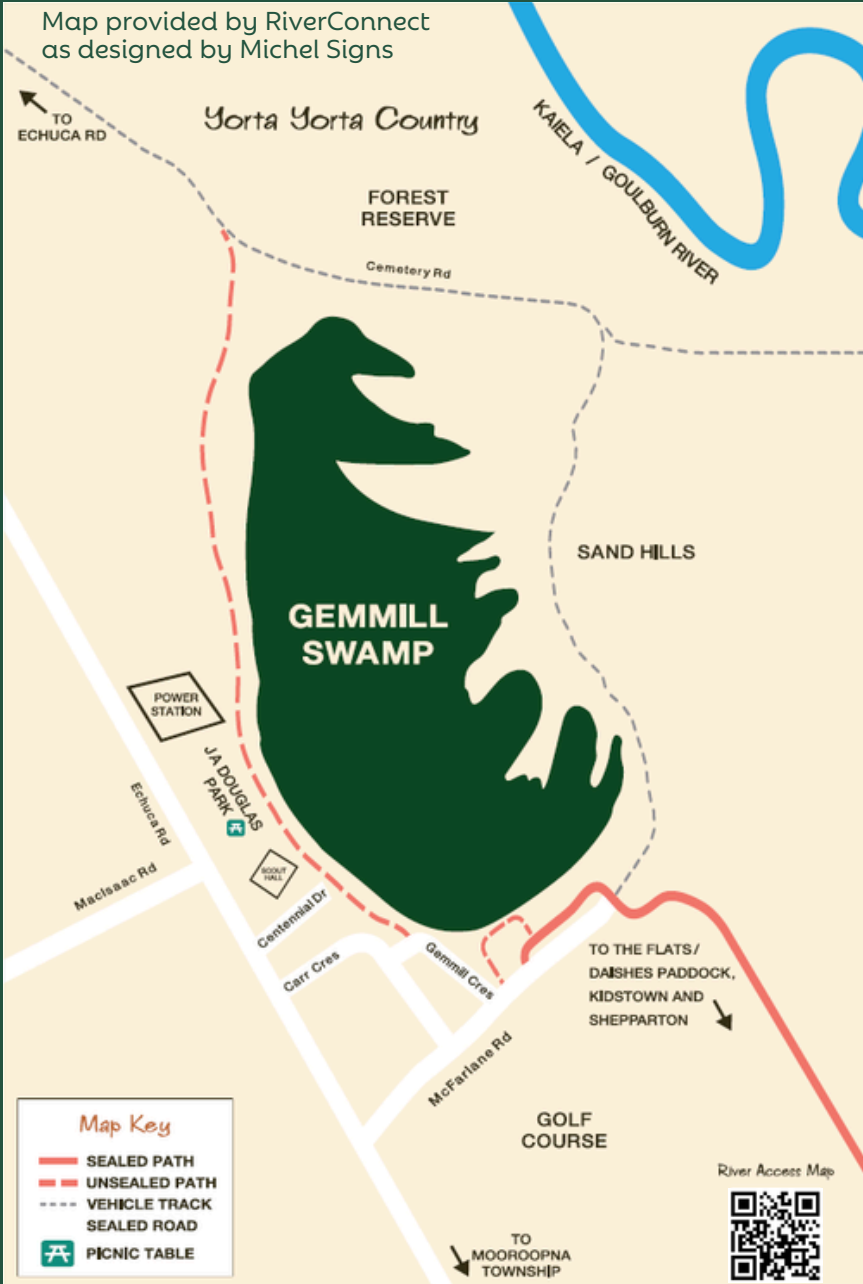 Map provided by RiverConnect
as designed by Michel Signs
TO
ECHUCA RD
Yorta Yorta Country
KAIELA / GOULBURN RIVER
FOREST
RESERVE
Cemetery Rd
SAND HILLS
GEMMILL
SWAMP
POWER
STATION
JA DOUGLAS
PARK
Echuca Rd
SCOUT
HALL
MacIsaac Rd
Centennial Dr
Carr Cres
Gemmill Cres
TO THE FLATS/
DAISHES PADDOCK,
KIDSTOWN AND
SHEPPARTON
McFarlane Rd
GOLF
COURSE
Map Key
SEALED PATH
UNSEALED PATH
VEHICLE TRACK
SEALED ROAD
PICNIC TABLE
River Access Map
TO
MOOROOPNA
TOWNSHIP